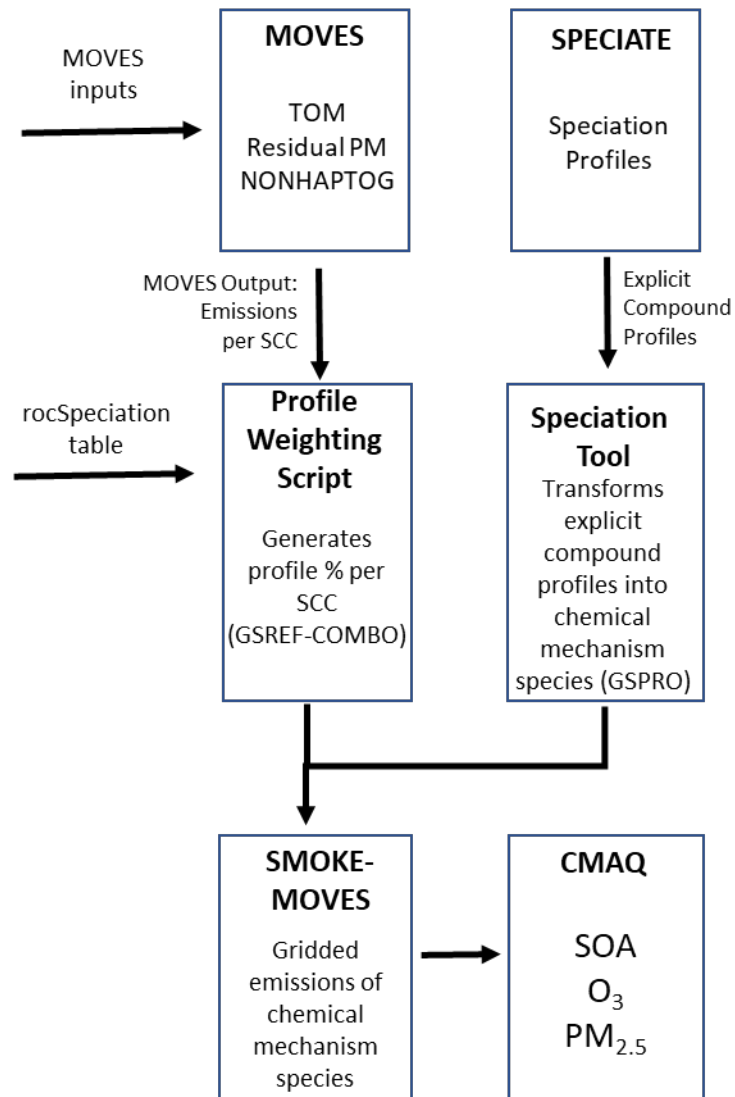 MOVES
inputs
MOVES
TOM
Residual PM
NONHAPTOG
SPECIATE
Speciation
Profiles
MOVES Output:
Emissions
per SCC
Explicit
Compound
Profiles
rocSpeciation
table
Profile
Weighting
Script
Generates
profile % per
SCC
(GSREF-COMBO)
Speciation
Tool
Transforms
explicit
compound
profiles into
chemical
mechanism
species (GSPRO)
SMOKE-
MOVES
Gridded
emissions of
chemical
mechanism
species
CMAQ
SOA
O₃
PM₂.₅